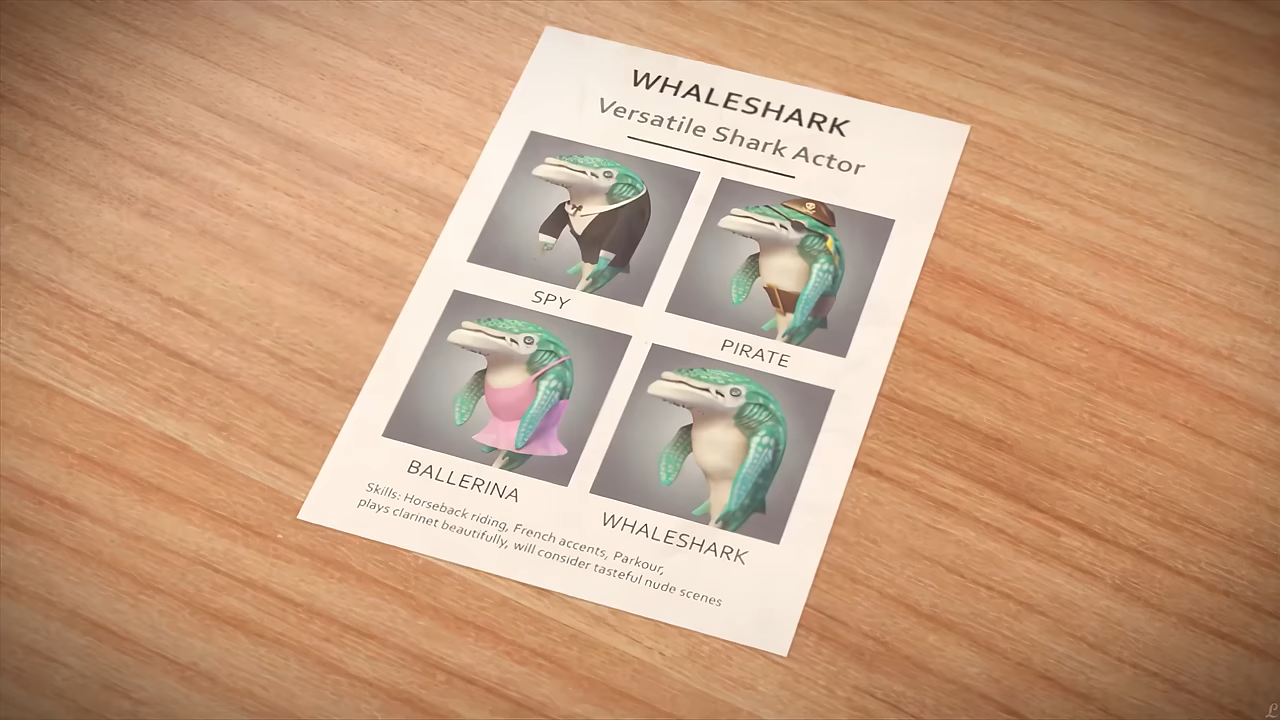 WHALESHARK
Versatile Shark Actor
SPY
PIRATE
BALLERINA
WHALESHARK
Skills: Horseback riding, French accents, Parkour,
plays clarinet beautifully, will consider tasteful nude scenes
L